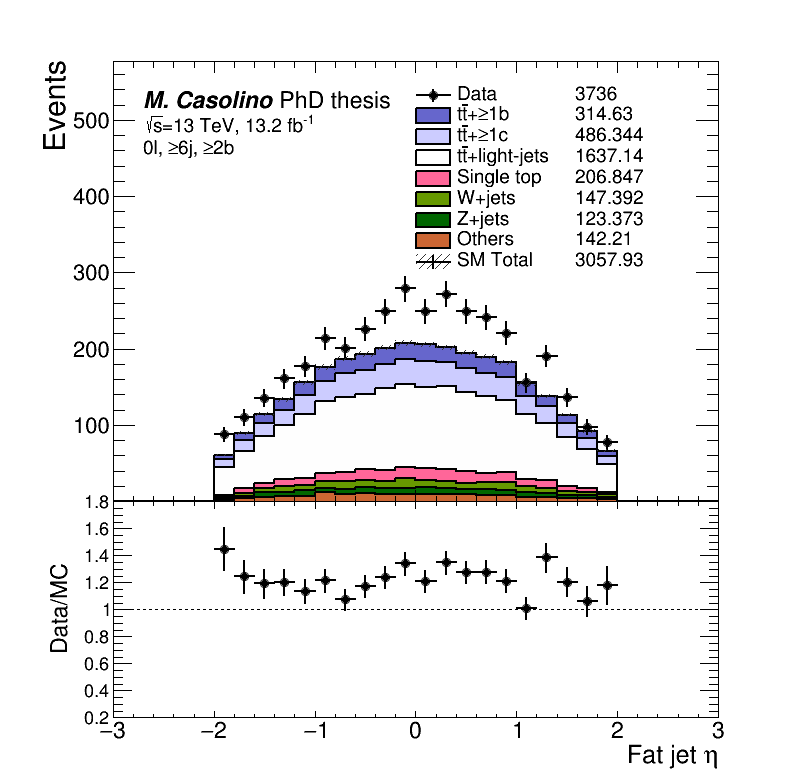 Events
M. Casolino PhD thesis
√s=13 TeV, 13.2 fb⁻¹
0l, ≥6j, ≥2b
Data 3736
tt̄+≥1b 314.63
tt̄+≥1c 486.344
tt̄+light-jets 1637.14
Single top 206.847
W+jets 147.392
Z+jets 123.373
Others 142.21
SM Total 3057.93
500
400
300
200
100
Data/MC
1.8
1.6
1.4
1.2
1
0.8
0.6
0.4
0.2
−3 −2 −1 0 1 2 3
Fat jet η